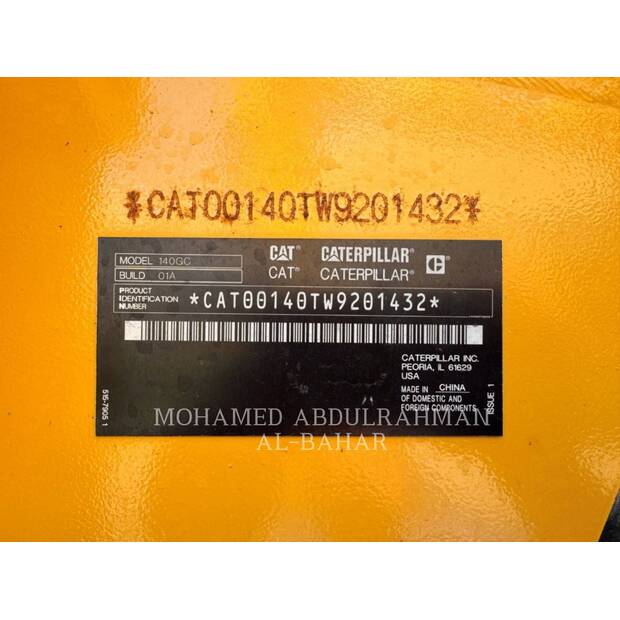 *CAT00140TW9201432*
CAT CATERPILLAR C
CAT® CATERPILLAR®
MODEL 140GC
BUILD 01A
PRODUCT
IDENTIFICATION
NUMBER
*CAT00140TW9201432*
CATERPILLAR INC.
PEORIA, IL 61629
USA
MADE IN CHINA
OF DOMESTIC AND
FOREIGN COMPONENTS
515-7905 1
ISSUE 1
MOHAMED ABDULRAHMAN
AL-BAHAR